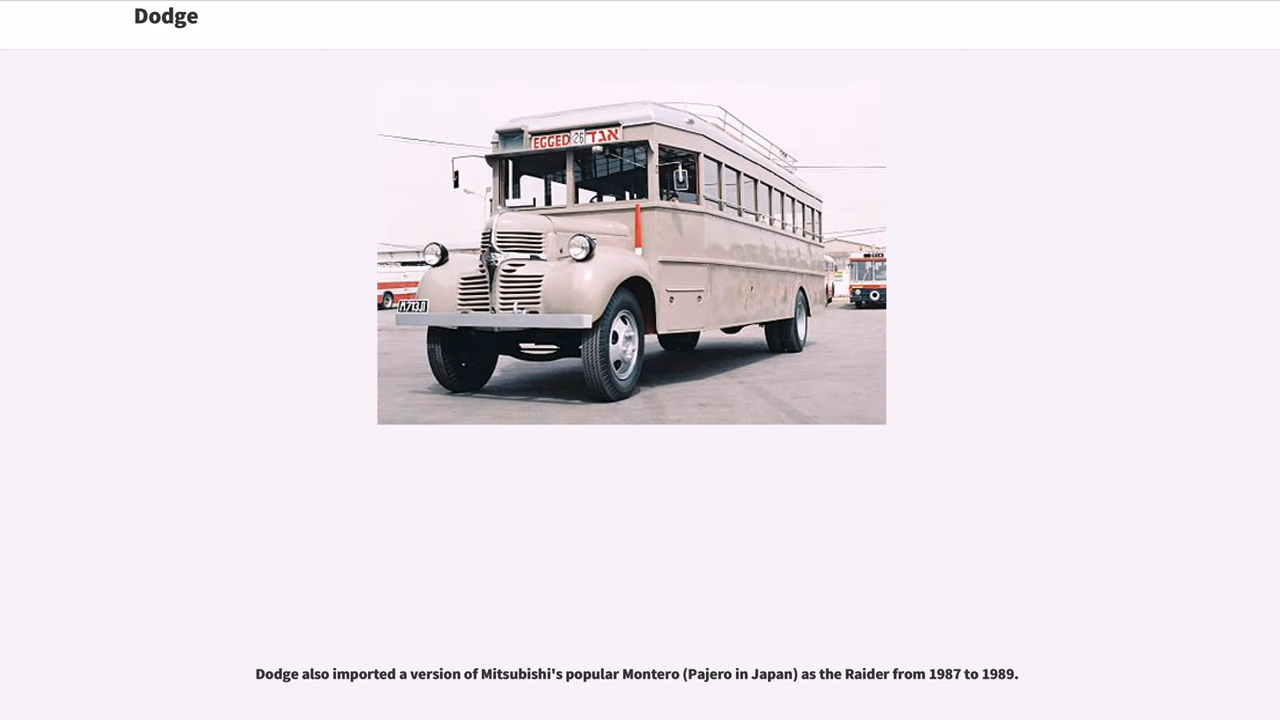 Dodge
EGGED 26 אגד
Dodge also imported a version of Mitsubishi's popular Montero (Pajero in Japan) as the Raider from 1987 to 1989.